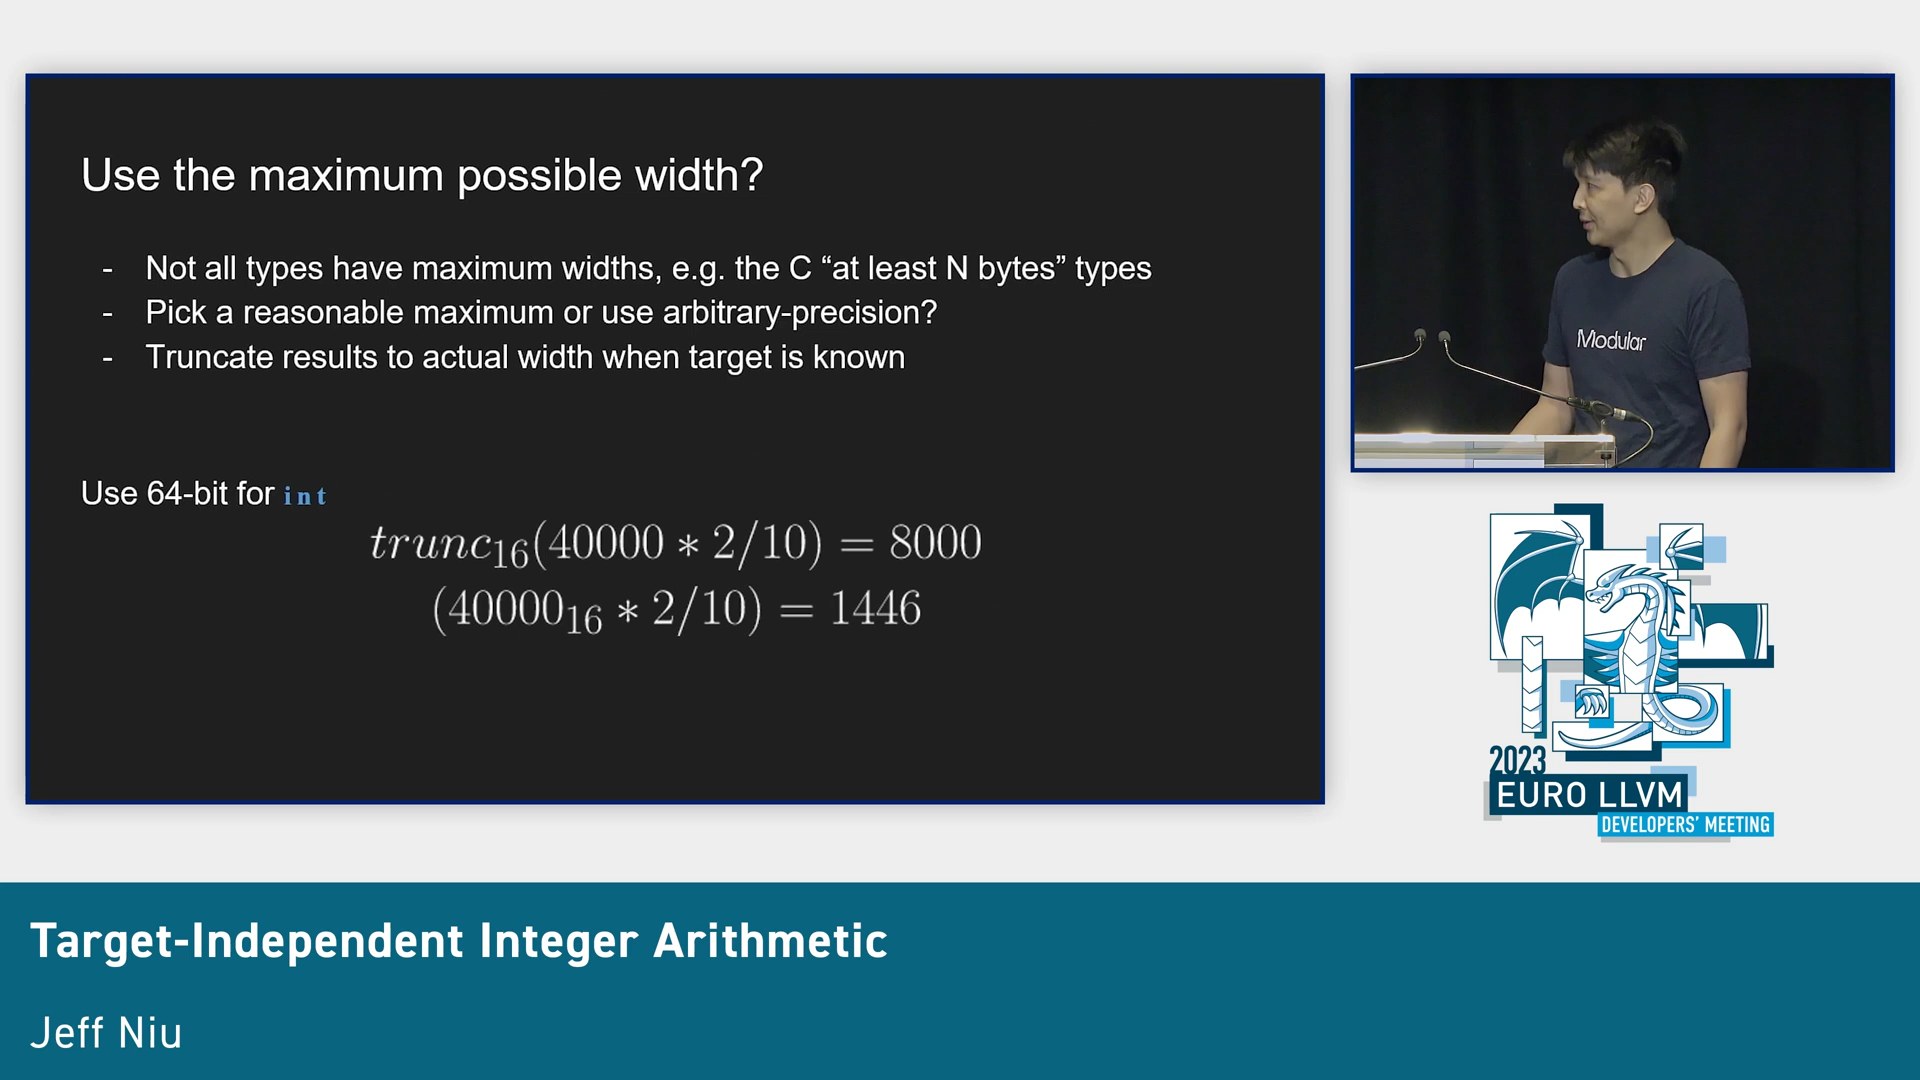 Use the maximum possible width?
- Not all types have maximum widths, e.g. the C “at least N bytes” types
- Pick a reasonable maximum or use arbitrary-precision?
- Truncate results to actual width when target is known
Use 64-bit for int
trunc₁₆(40000 * 2/10) = 8000
(40000₁₆ * 2/10) = 1446
Modular
2023
EURO LLVM
DEVELOPERS’ MEETING
Target-Independent Integer Arithmetic
Jeff Niu